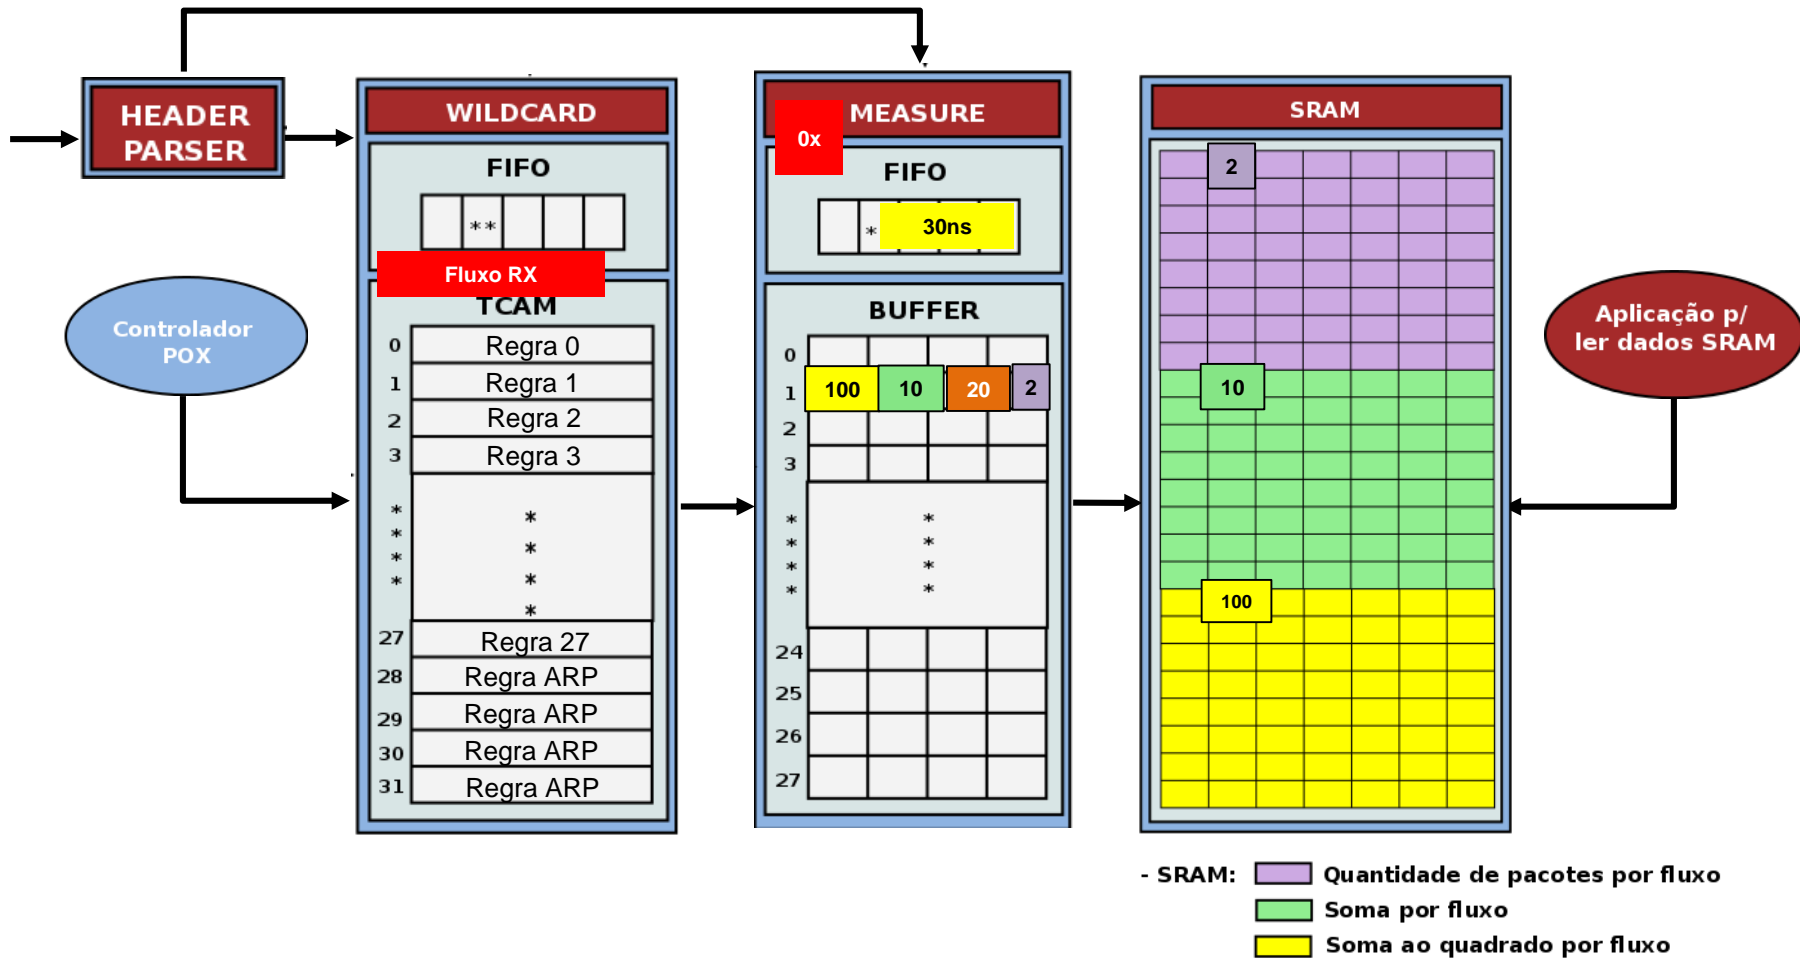 HEADER
PARSER
Controlador
POX
WILDCARD
FIFO
**
Fluxo RX
TCAM
0 Regra 0
1 Regra 1
2 Regra 2
3 Regra 3
* *
* *
* *
* *
27 Regra 27
28 Regra ARP
29 Regra ARP
30 Regra ARP
31 Regra ARP
MEASURE
0x
FIFO
* 30ns
BUFFER
0
1 100 10 20 2
2
3
* *
* *
* *
* *
24
25
26
27
SRAM
2
10
100
Aplicação p/
ler dados SRAM
- SRAM: Quantidade de pacotes por fluxo
Soma por fluxo
Soma ao quadrado por fluxo